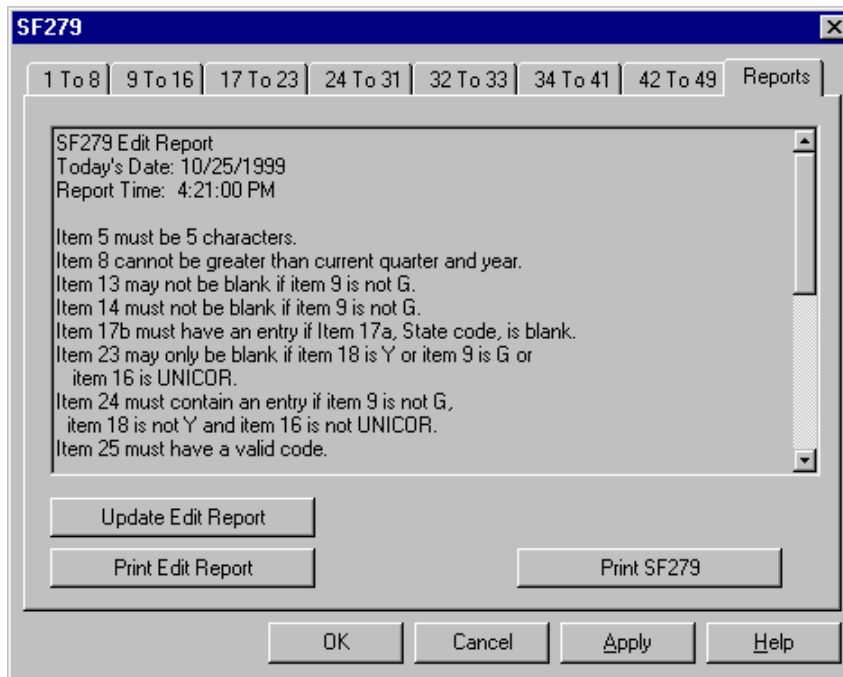 SF279
1 To 8 9 To 16 17 To 23 24 To 31 32 To 33 34 To 41 42 To 49 Reports
SF279 Edit Report
Today's Date: 10/25/1999
Report Time: 4:21:00 PM
Item 5 must be 5 characters.
Item 8 cannot be greater than current quarter and year.
Item 13 may not be blank if item 9 is not G.
Item 14 must not be blank if item 9 is not G.
Item 17b must have an entry if Item 17a, State code, is blank.
Item 23 may only be blank if item 18 is Y or item 9 is G or
item 16 is UNICOR.
Item 24 must contain an entry if item 9 is not G,
item 18 is not Y and item 16 is not UNICOR.
Item 25 must have a valid code.
Update Edit Report
Print Edit Report Print SF279
OK Cancel Apply Help